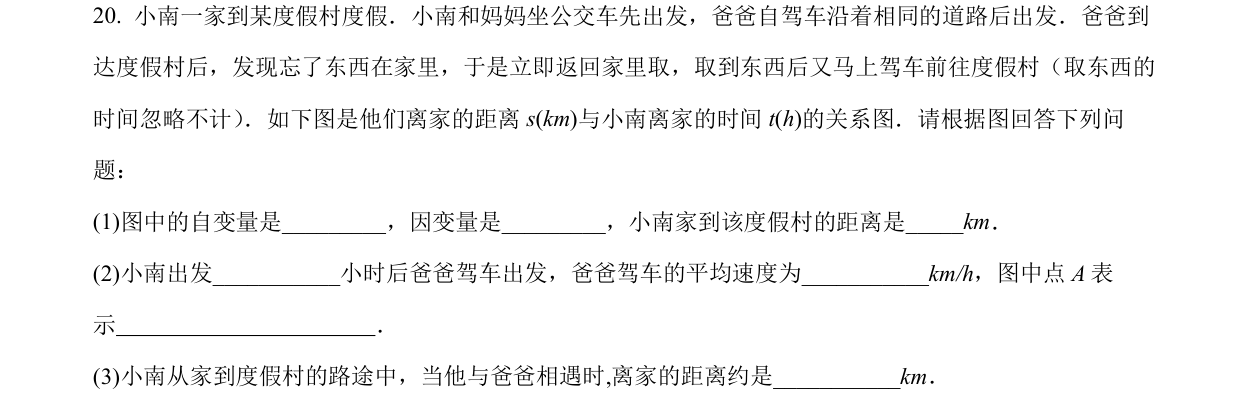 20. 小南一家到某度假村度假．小南和妈妈坐公交车先出发，爸爸自驾车沿着相同的道路后出发．爸爸到
达度假村后，发现忘了东西在家里，于是立即返回家里取，取到东西后又马上驾车前往度假村（取东西的
时间忽略不计）．如下图是他们离家的距离 s(km)与小南离家的时间 t(h)的关系图．请根据图回答下列问
题：
(1)图中的自变量是_________，因变量是_________，小南家到该度假村的距离是_____km．
(2)小南出发___________小时后爸爸驾车出发，爸爸驾车的平均速度为___________km/h，图中点 A 表
示______________________．
(3)小南从家到度假村的路途中，当他与爸爸相遇时,离家的距离约是___________km．